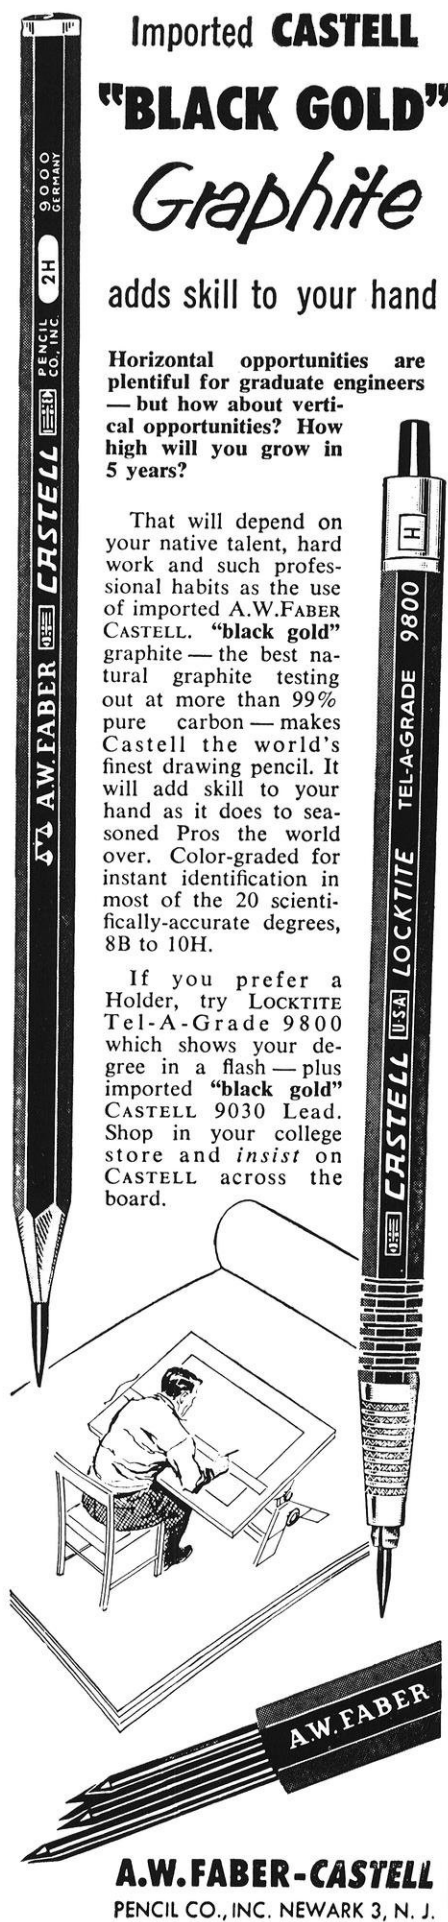 Imported CASTELL
"BLACK GOLD"
Graphite
adds skill to your hand
Horizontal opportunities are
plentiful for graduate engineers
— but how about verti-
cal opportunities? How
high will you grow in
5 years?
That will depend on
your native talent, hard
work and such profes-
sional habits as the use
of imported A.W.FABER
CASTELL. "black gold"
graphite — the best na-
tural graphite testing
out at more than 99%
pure carbon — makes
Castell the world's
finest drawing pencil. It
will add skill to your
hand as it does to sea-
soned Pros the world
over. Color-graded for
instant identification in
most of the 20 scienti-
fically-accurate degrees,
8B to 10H.
If you prefer a
Holder, try LOCKTITE
Tel-A-Grade 9800
which shows your de-
gree in a flash — plus
imported "black gold"
CASTELL 9030 Lead.
Shop in your college
store and insist on
CASTELL across the
board.
A.W.FABER CASTELL PENCIL CO., INC. 2H 9000 GERMANY
CASTELL U·S·A LOCKTITE TEL-A-GRADE 9800
H
A.W.FABER
A.W.FABER-CASTELL
PENCIL CO., INC. NEWARK 3, N. J.